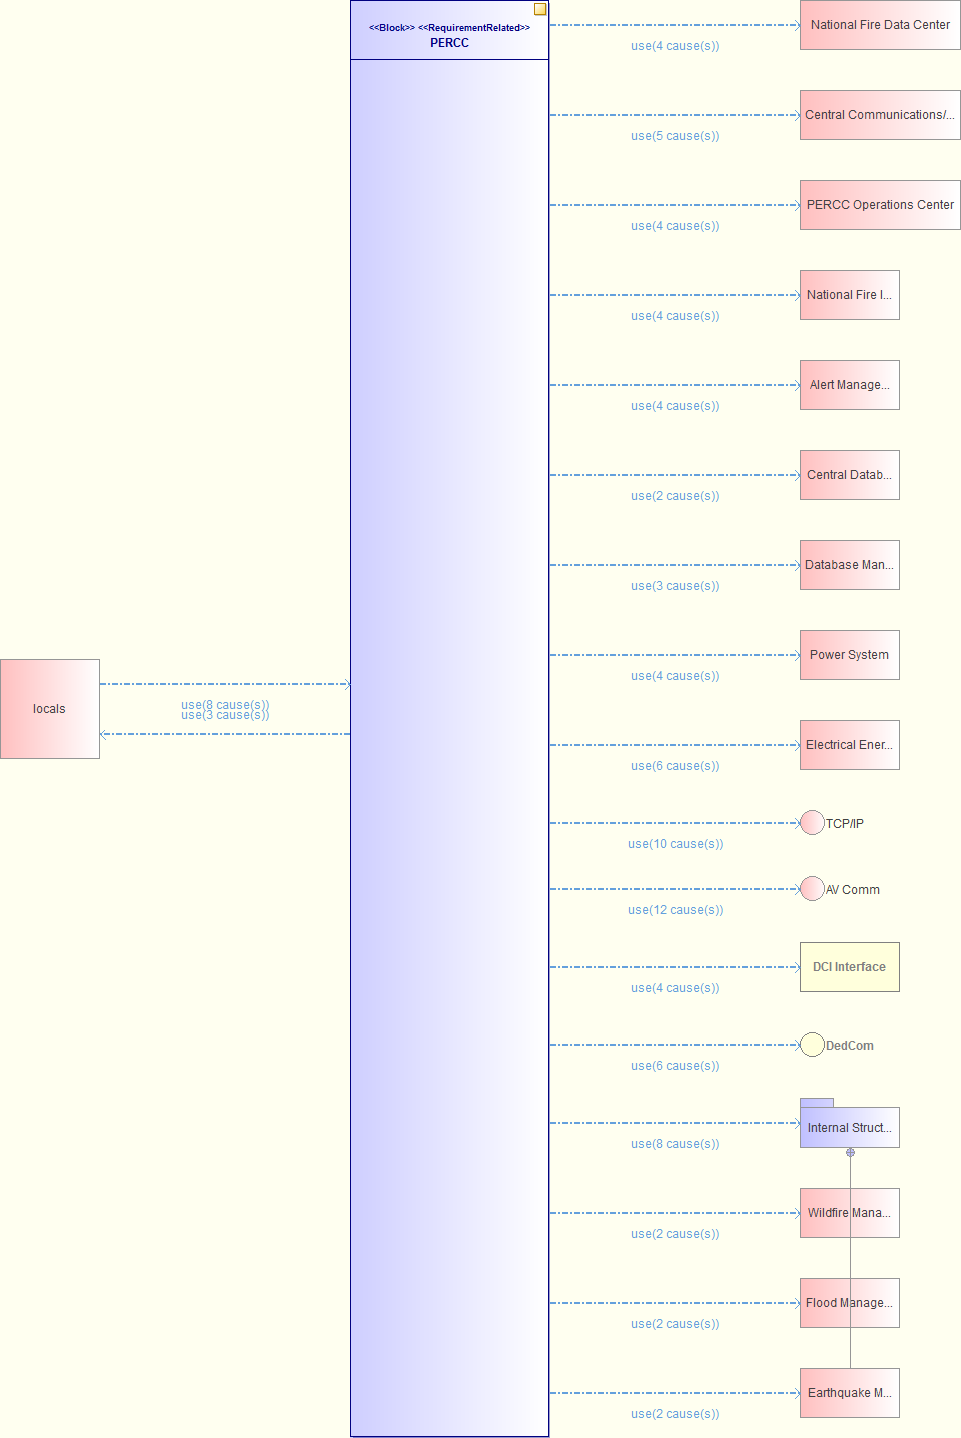 <<Block>> <<RequirementRelated>>
PERCC
National Fire Data Center
use(4 cause(s))
Central Communications/...
use(5 cause(s))
PERCC Operations Center
use(4 cause(s))
National Fire I...
use(4 cause(s))
Alert Manage...
use(4 cause(s))
Central Datab...
use(2 cause(s))
Database Man...
use(3 cause(s))
Power System
use(4 cause(s))
locals
use(8 cause(s))
use(3 cause(s))
Electrical Ener...
use(6 cause(s))
TCP/IP
use(10 cause(s))
AV Comm
use(12 cause(s))
DCI Interface
use(4 cause(s))
DedCom
use(6 cause(s))
Internal Struct...
use(8 cause(s))
Wildfire Mana...
use(2 cause(s))
Flood Manage...
use(2 cause(s))
Earthquake M...
use(2 cause(s))